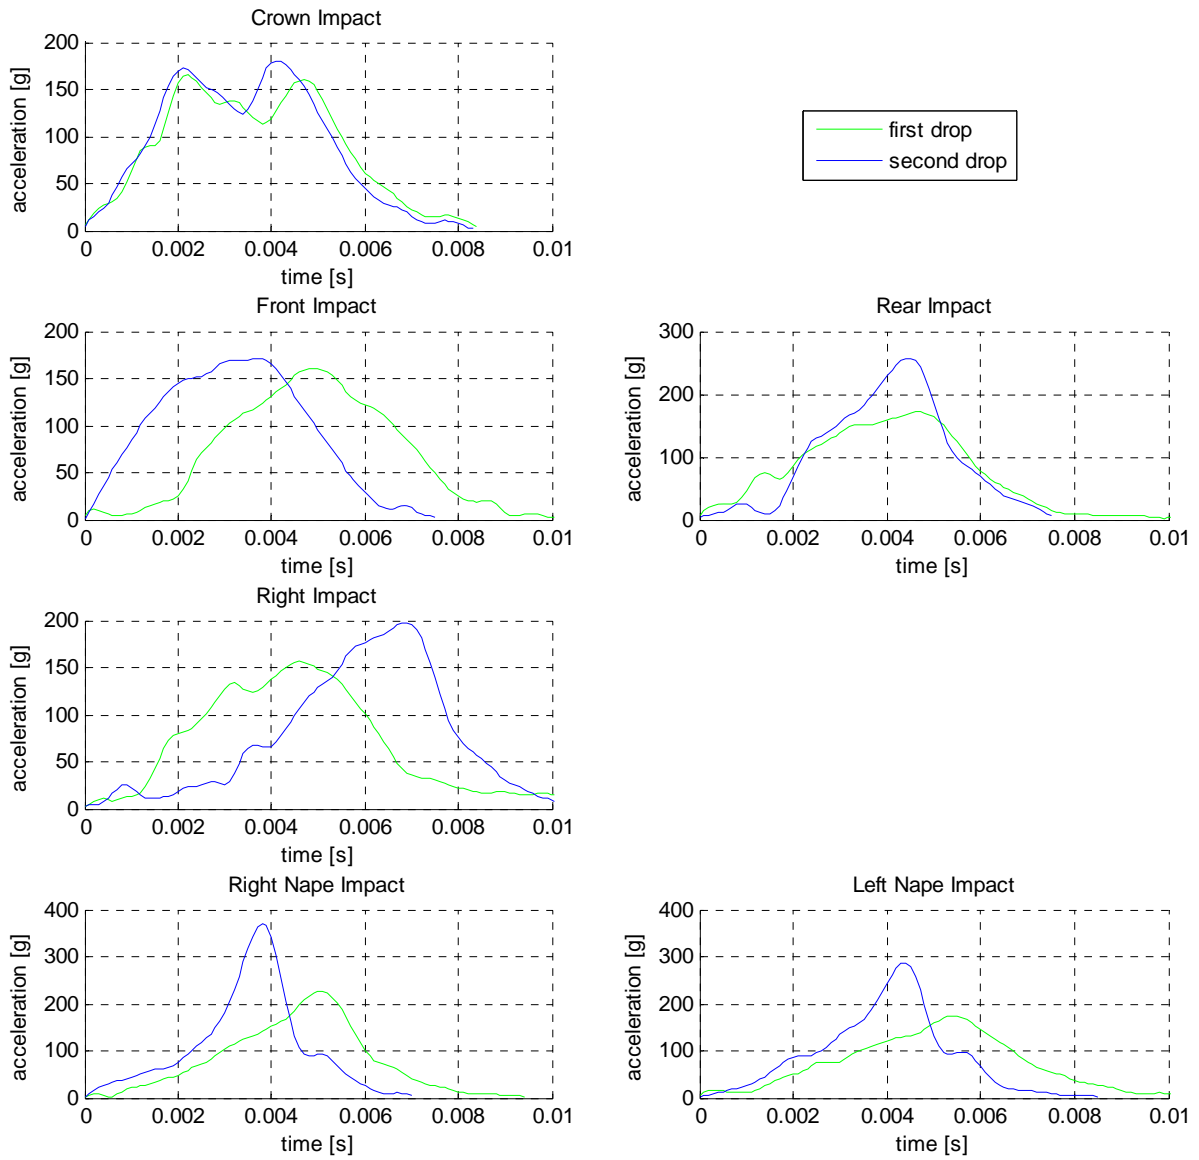 Crown Impact
200
150
100
50
0
acceleration [g]
0 0.002 0.004 0.006 0.008 0.01
time [s]
first drop
second drop
Front Impact
200
150
100
50
0
acceleration [g]
0 0.002 0.004 0.006 0.008 0.01
time [s]
Rear Impact
300
200
100
0
acceleration [g]
0 0.002 0.004 0.006 0.008 0.01
time [s]
Right Impact
200
150
100
50
0
acceleration [g]
0 0.002 0.004 0.006 0.008 0.01
time [s]
Right Nape Impact
400
300
200
100
0
acceleration [g]
0 0.002 0.004 0.006 0.008 0.01
time [s]
Left Nape Impact
400
300
200
100
0
acceleration [g]
0 0.002 0.004 0.006 0.008 0.01
time [s]